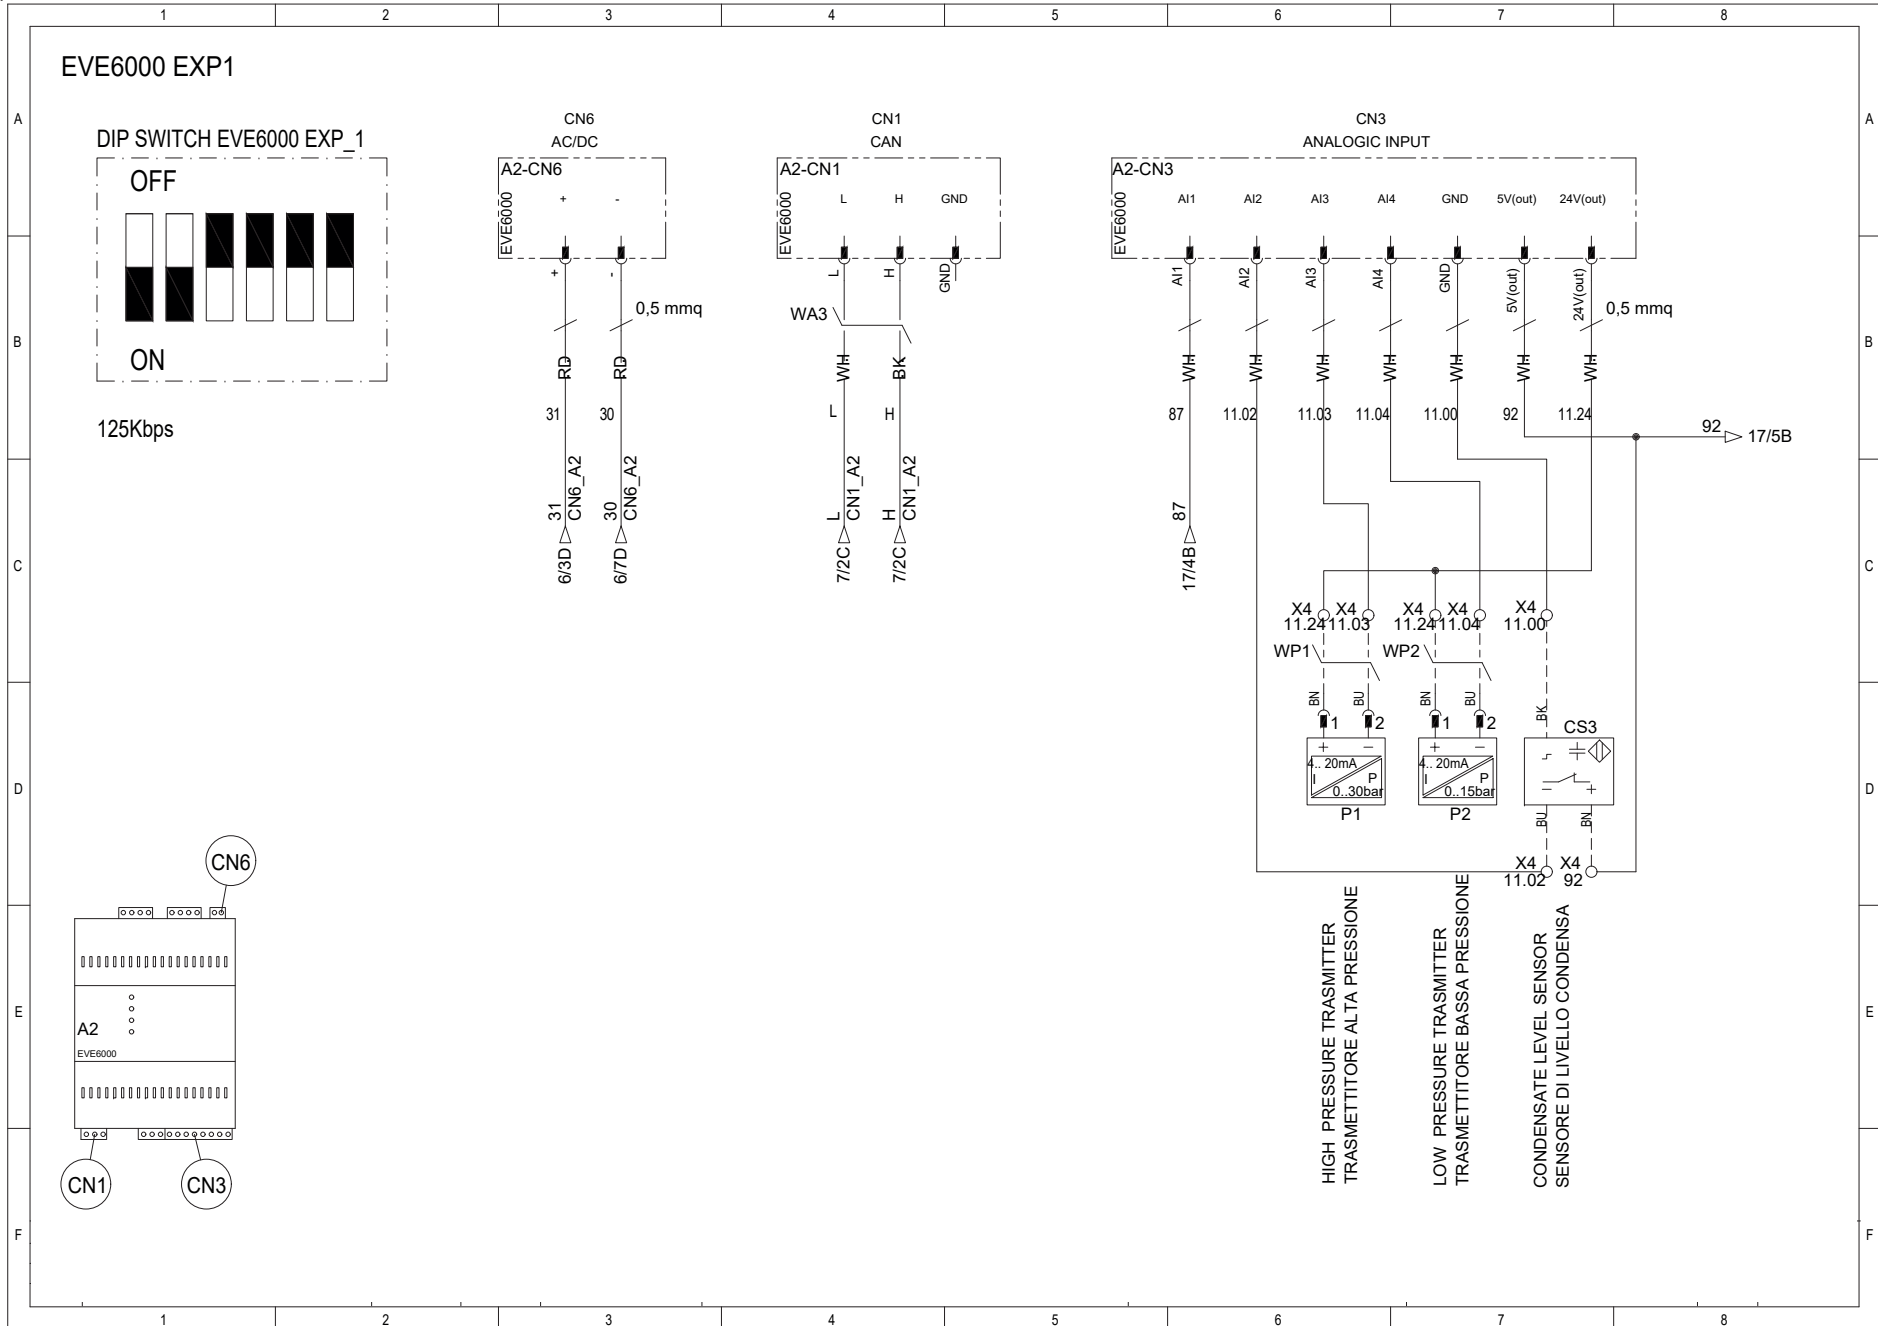 1 2 3 4 5 6 7 8
EVE6000 EXP1
A A
DIP SWITCH EVE6000 EXP_1
OFF
ON
125Kbps
CN6
AC/DC
A2-CN6
EVE6000
+ -
+ -
0,5 mmq
RD RD
31 30
31 30
CN6_A2 CN6_A2
6/3D 6/7D
CN1
CAN
A2-CN1
EVE6000
L H GND
L H GND
WA3
WH BK
L H
L H
CN1_A2 CN1_A2
7/2C 7/2C
CN3
ANALOGIC INPUT
A2-CN3
EVE6000
AI1 AI2 AI3 AI4 GND 5V(out) 24V(out)
AI1 AI2 AI3 AI4 GND 5V(out) 24V(out)
0,5 mmq
B B
WH WH WH WH WH WH WH
87 11.02 11.03 11.04 11.00 92 11.24
92 17/5B
87
17/4B
C C
X4 X4 X4 X4 X4
11.24 11.03 11.24 11.04 11.00
WP1 WP2
BN BU BN BU BK
1 2 1 2
CS3
+ − + −
4.. 20mA 4.. 20mA
I P I P
0..30bar 0..15bar
− +
P1 P2
BU BN
D D
X4 X4
11.02 92
HIGH PRESSURE TRASMITTER
TRASMETTITORE ALTA PRESSIONE
LOW PRESSURE TRASMITTER
TRASMETTITORE BASSA PRESSIONE
CONDENSATE LEVEL SENSOR
SENSORE DI LIVELLO CONDENSA
CN6
E E
A2
EVE6000
CN1 CN3
F F
1 2 3 4 5 6 7 8